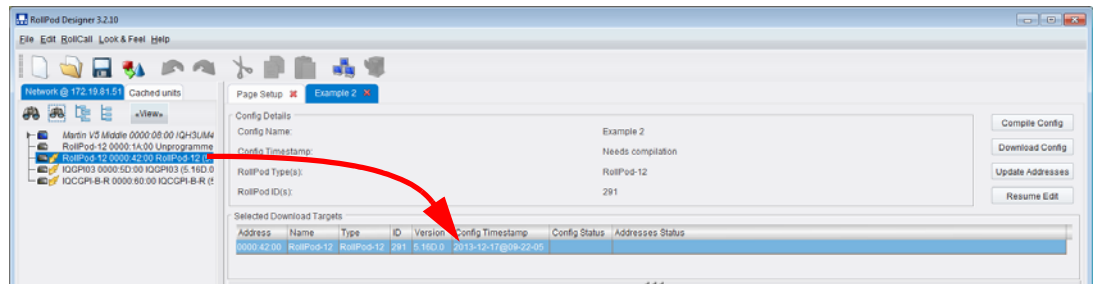 RollPod Designer 3.2.10
File Edit RollCall Look & Feel Help
Network @ 172.19.81.51 Cached units
Page Setup Example 2
«View»
Martin V5 Middle 0000:08:00 IQH3UM4
RollPod-12 0000:1A:00 Unprogramme
RollPod-12 0000:42:00 RollPod-12 (5
IQGPI03 0000:5D:00 IQGPI03 (5.16D.0
IQCGPI-B-R 0000:60:00 IQCGPI-B-R (5
Config Details
Config Name: Example 2
Config Timestamp: Needs compilation
RollPod Type(s): RollPod-12
RollPod ID(s): 291
Compile Config
Download Config
Update Addresses
Resume Edit
Selected Download Targets
Address Name Type ID Version Config Timestamp Config Status Addresses Status
0000:42:00 RollPod-12 RollPod-12 291 5.16D.0 2013-12-17@09-22-05